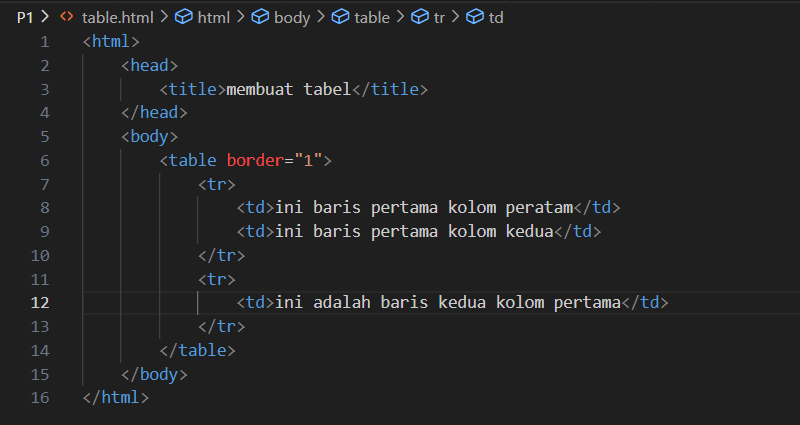 P1 > <> table.html > html > body > table > tr > td
1 <html>
2     <head>
3         <title>membuat tabel</title>
4     </head>
5     <body>
6         <table border="1">
7             <tr>
8                 <td>ini baris pertama kolom peratam</td>
9                 <td>ini baris pertama kolom kedua</td>
10             </tr>
11             <tr>
12                 <td>ini adalah baris kedua kolom pertama</td>
13             </tr>
14         </table>
15     </body>
16 </html>